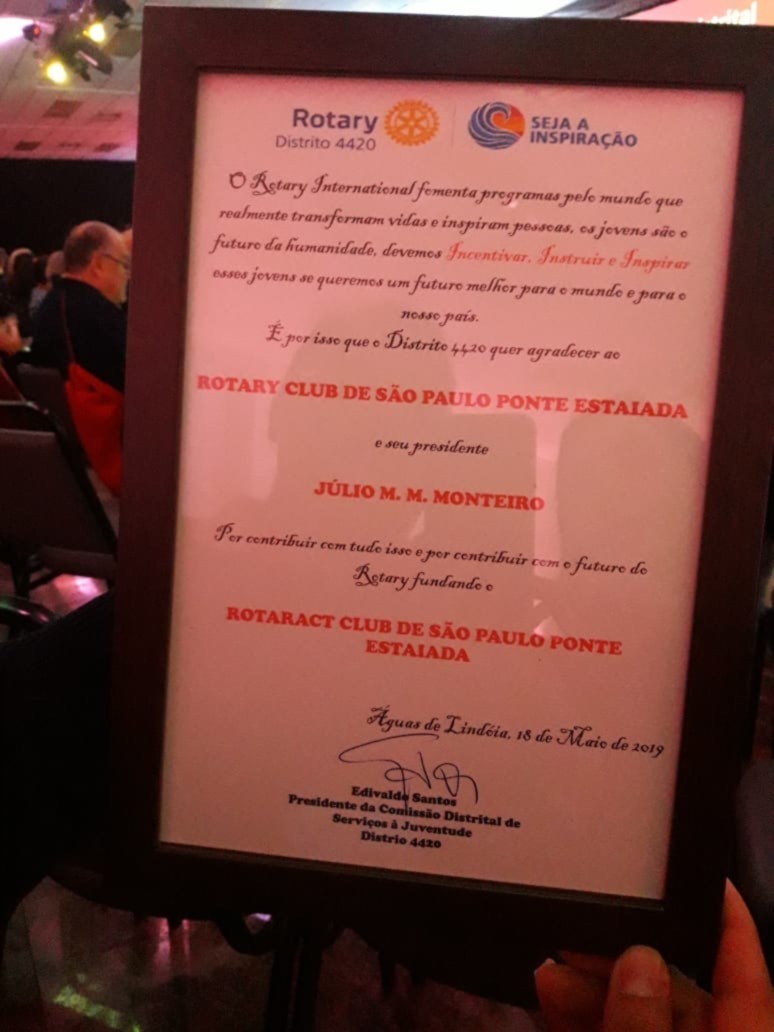 Rotary
Distrito 4420
SEJA A
INSPIRAÇÃO
O Rotary International fomenta programas pelo mundo que
realmente transformam vidas e inspiram pessoas, os jovens são o
futuro da humanidade, devemos Incentivar, Instruir e Inspirar
esses jovens se queremos um futuro melhor para o mundo e para o
nosso país.
É por isso que o Distrito 4420 quer agradecer ao
ROTARY CLUB DE SÃO PAULO PONTE ESTAIADA
e seu presidente
JÚLIO M. M. MONTEIRO
Por contribuir com tudo isso e por contribuir com o futuro do
Rotary fundando o
ROTARACT CLUB DE SÃO PAULO PONTE
ESTAIADA
Águas de Lindóia, 18 de Maio de 2019
Edivaldo Santos
Presidente da Comissão Distrital de
Serviços à Juventude
Distrio 4420